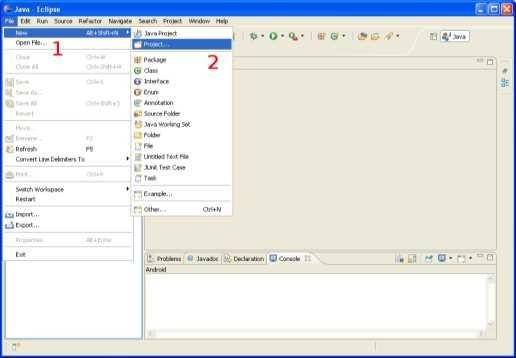 Java - Eclipse
File Edit Run Source Refactor Navigate Search Project Window Help
New Alt+Shift+N
Open File...
1
Close Ctrl+W
Close All Ctrl+Shift+W
Save Ctrl+S
Save As...
Save All Ctrl+Shift+S
Revert
Move...
Rename... F2
Refresh F5
Convert Line Delimiters To
Print... Ctrl+P
Switch Workspace
Restart
Import...
Export...
Properties Alt+Enter
Exit
Java Project
Project...
2
Package
Class
Interface
Enum
Annotation
Source Folder
Java Working Set
Folder
File
Untitled Text File
JUnit Test Case
Task
Example...
Other... Ctrl+N
Java
Problems Javadoc Declaration Console
Android